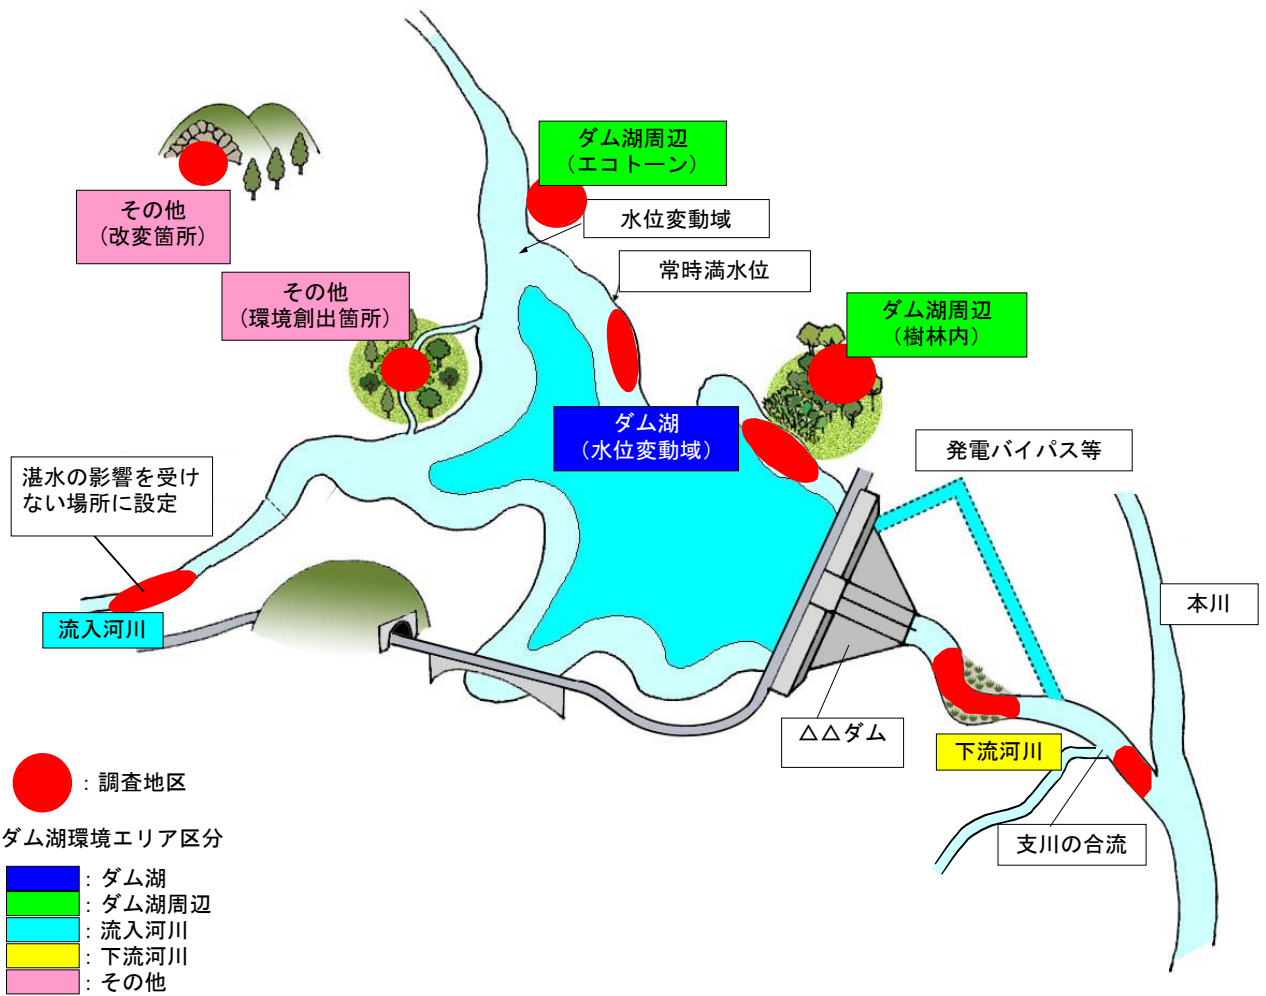 ダム湖周辺
(エコトーン)
その他
(改変箇所)
水位変動域
常時満水位
その他
(環境創出箇所)
ダム湖周辺
(樹林内)
ダム湖
(水位変動域)
発電バイパス等
湛水の影響を受け
ない場所に設定
流入河川
本川
△△ダム
下流河川
支川の合流
:調査地区
ダム湖環境エリア区分
:ダム湖
:ダム湖周辺
:流入河川
:下流河川
:その他